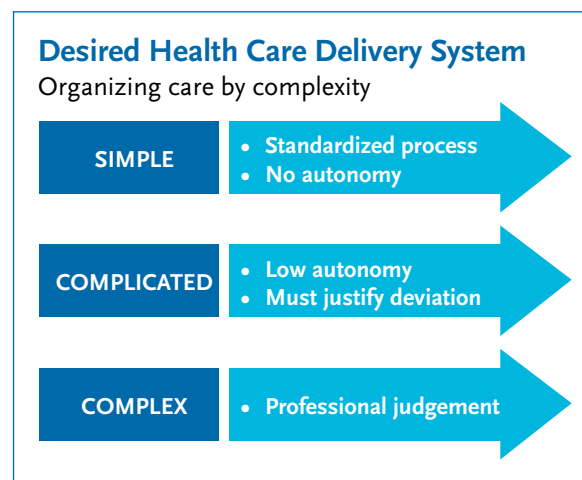 Desired Health Care Delivery System
Organizing care by complexity
SIMPLE
• Standardized process
• No autonomy
COMPLICATED
• Low autonomy
• Must justify deviation
COMPLEX
• Professional judgement